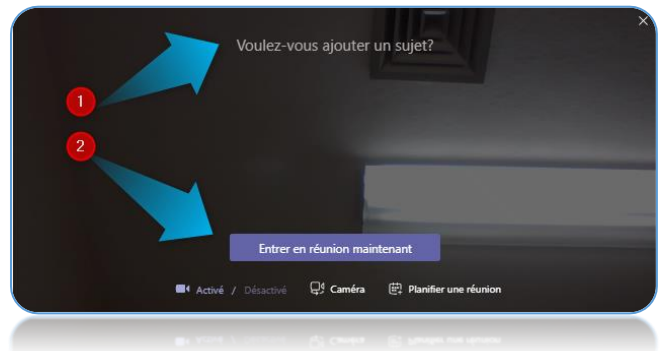 Voulez-vous ajouter un sujet?
1
2
Entrer en réunion maintenant
Activé / Désactivé Caméra Planifier une réunion